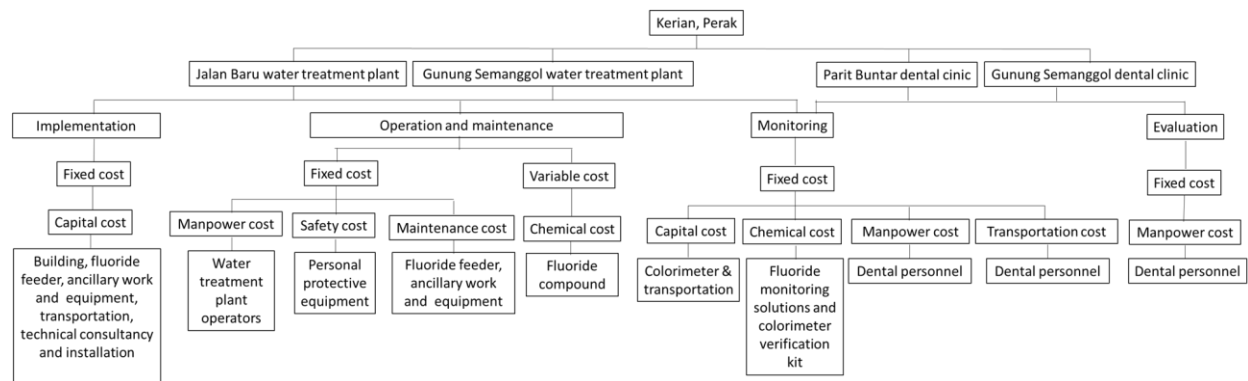 Kerian, Perak
Jalan Baru water treatment plant
Gunung Semanggol water treatment plant
Parit Buntar dental cinic
Gunung Semanggol dental clinic
Implementation
Operation and maintenance
Monitoring
Evaluation
Fixed cost
Fixed cost
Variable cost
Fixed cost
Fixed cost
Capital cost
Manpower cost
Safety cost
Maintenance cost
Chemical cost
Capital cost
Chemical cost
Manpower cost
Transportation cost
Manpower cost
Building, fluoride
feeder, ancillary work
and equipment,
transportation,
technical consultancy
and installation
Water
treatment
plant
operators
Personal
protective
equipment
Fluoride feeder,
ancillary work
and equipment
Fluoride
compound
Colorimeter &
transportation
Fluoride
monitoring
solutions and
colorimeter
verification
kit
Dental personnel
Dental personnel
Dental personnel